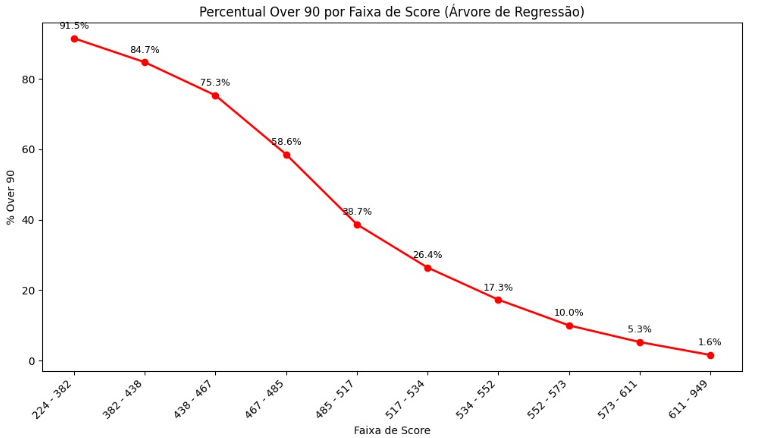 Percentual Over 90 por Faixa de Score (Árvore de Regressão)
91.5%
84.7%
75.3%
58.6%
38.7%
26.4%
17.3%
10.0%
5.3%
1.6%
% Over 90
80
60
40
20
0
224 - 382
382 - 438
438 - 467
467 - 485
485 - 517
517 - 534
534 - 552
552 - 573
573 - 611
611 - 949
Faixa de Score